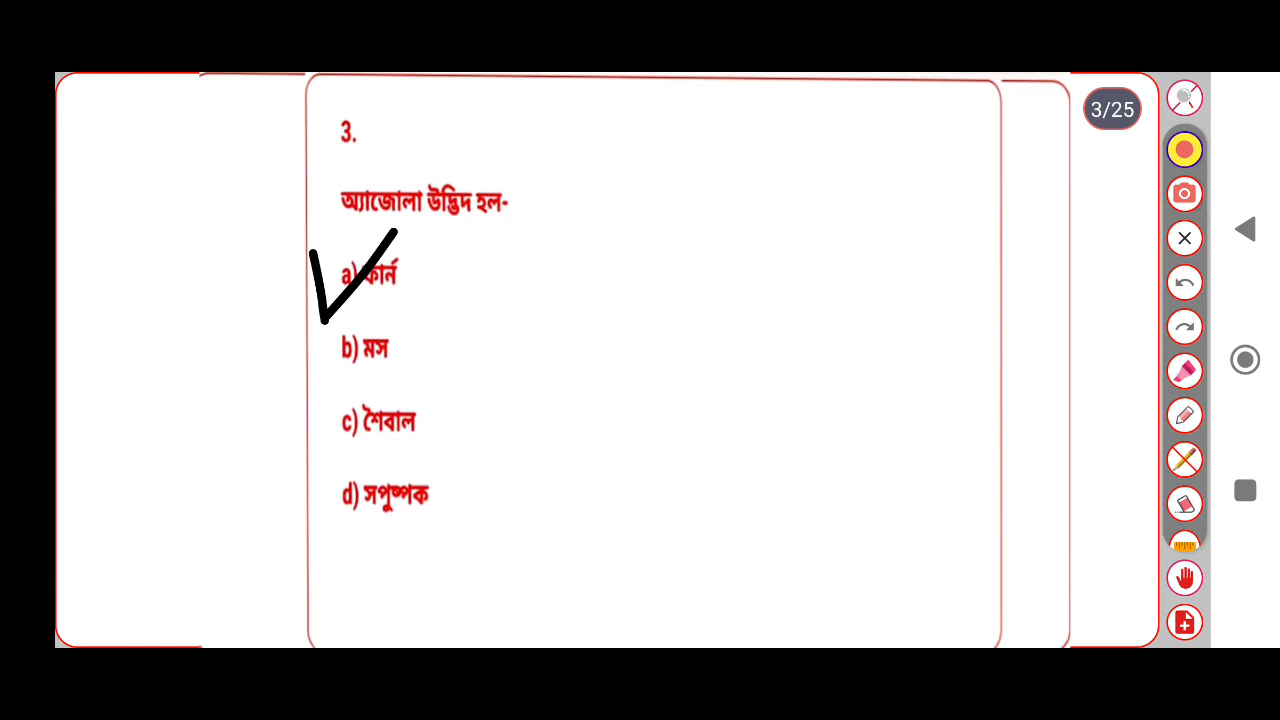 3/25
3.
অ্যাজোলা উদ্ভিদ হল-
a) ফার্ন
b) মস
c) শৈবাল
d) সপুষ্পক